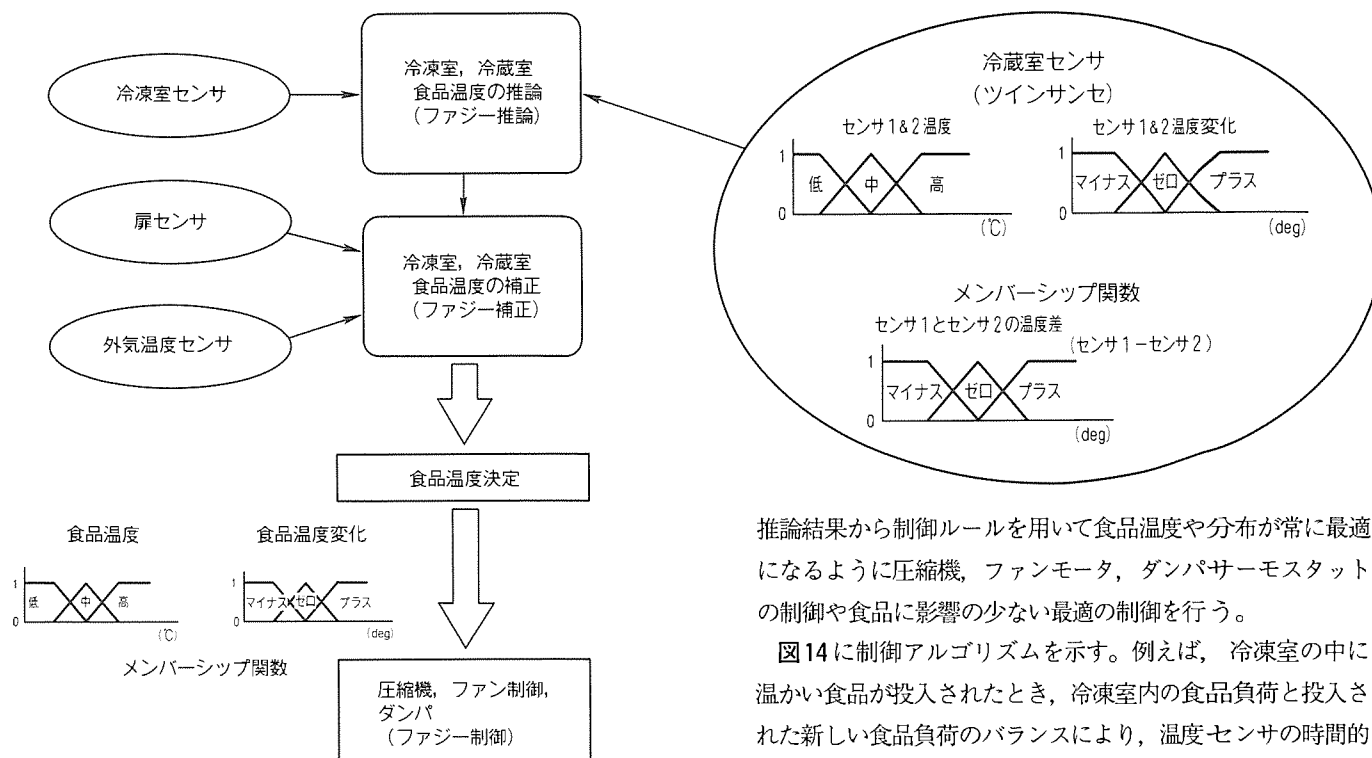 冷凍室センサ
冷凍室，冷蔵室
食品温度の推論
(ファジー推論)
扉センサ
外気温度センサ
冷凍室，冷蔵室
食品温度の補正
(ファジー補正)
食品温度決定
食品温度
1
0
低
中
高
(℃)
食品温度変化
1
0
マイナス
ゼロ
プラス
(deg)
メンバーシップ関数
圧縮機，ファン制御，
ダンパ
(ファジー制御)
冷蔵室センサ
(ツインサンセ)
センサ1&2温度
1
0
低
中
高
(℃)
センサ1&2温度変化
1
0
マイナス
ゼロ
プラス
(deg)
メンバーシップ関数
センサ1とセンサ2の温度差
(センサ1－センサ2)
1
0
マイナス
ゼロ
プラス
(deg)
推論結果から制御ルールを用いて食品温度や分布が常に最適
になるように圧縮機，ファンモータ，ダンパサーモスタット
の制御や食品に影響の少ない最適の制御を行う。
図14に制御アルゴリズムを示す。例えば，冷凍室の中に
温かい食品が投入されたとき，冷凍室内の食品負荷と投入さ
れた新しい食品負荷のバランスにより，温度センサの時間的